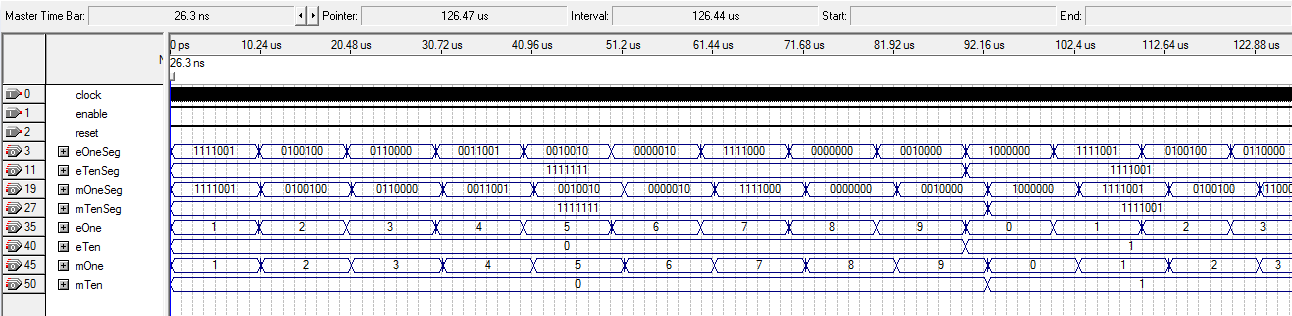 Master Time Bar: 26.3 ns Pointer: 126.47 us Interval: 126.44 us Start: End:
0 ps 10.24 us 20.48 us 30.72 us 40.96 us 51.2 us 61.44 us 71.68 us 81.92 us 92.16 us 102.4 us 112.64 us 122.88 us
N 26.3 ns
0 clock
1 enable
2 reset
3 eOneSeg 1111001 0100100 0110000 0011001 0010010 0000010 1111000 0000000 0010000 1000000 1111001 0100100 0110000
11 eTenSeg 1111111 1111001
19 mOneSeg 1111001 0100100 0110000 0011001 0010010 0000010 1111000 0000000 0010000 1000000 1111001 0100100 11000
27 mTenSeg 1111111 1111001
35 eOne 1 2 3 4 5 6 7 8 9 0 1 2 3
40 eTen 0 1
45 mOne 1 2 3 4 5 6 7 8 9 0 1 2 3
50 mTen 0 1